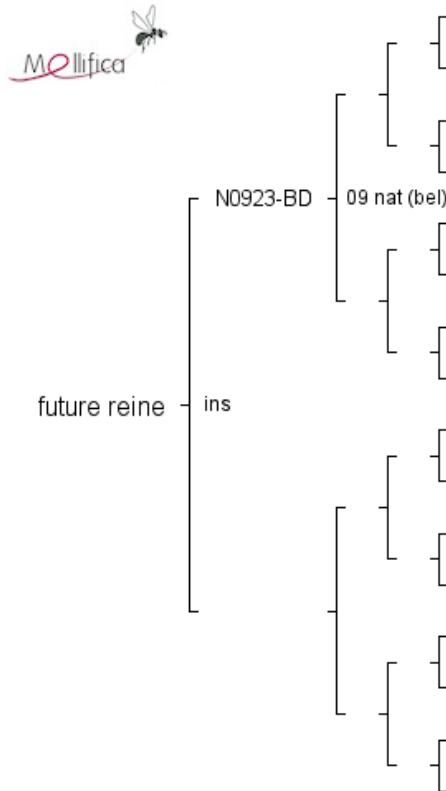 Mellifica
N0923-BD
09 nat (bel)
future reine
ins